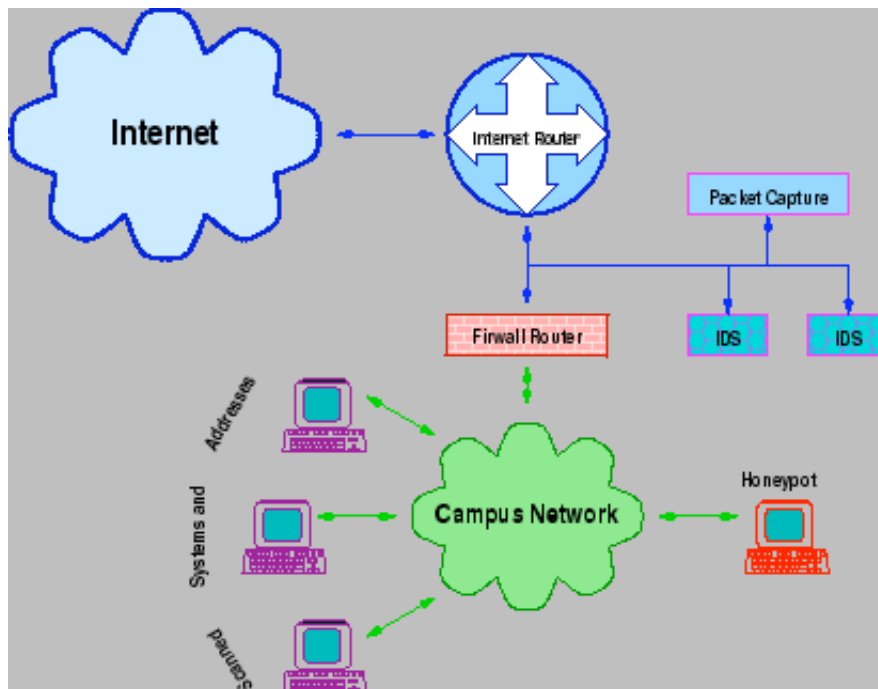 Internet
Internet Router
Packet Capture
Firwall Router
IDS
IDS
Addresses
Systems and
Scanned
Campus Network
Honeypot